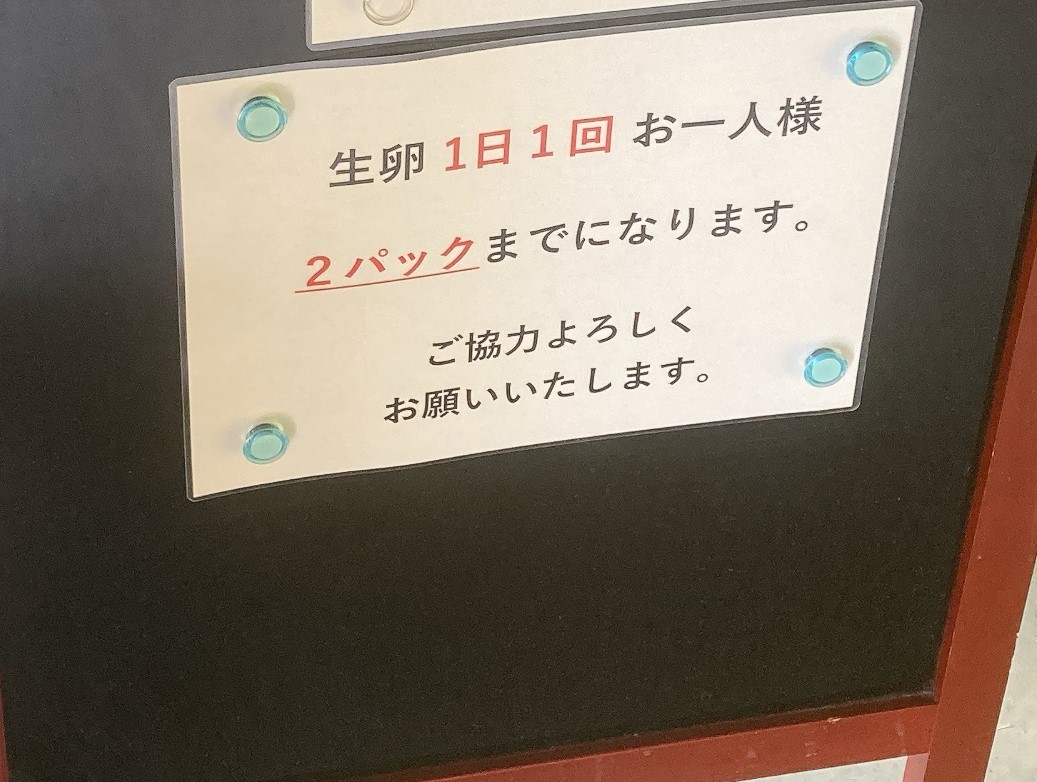 生卵 1日1回 お一人様
2パックまでになります。
ご協力よろしく
お願いいたします。